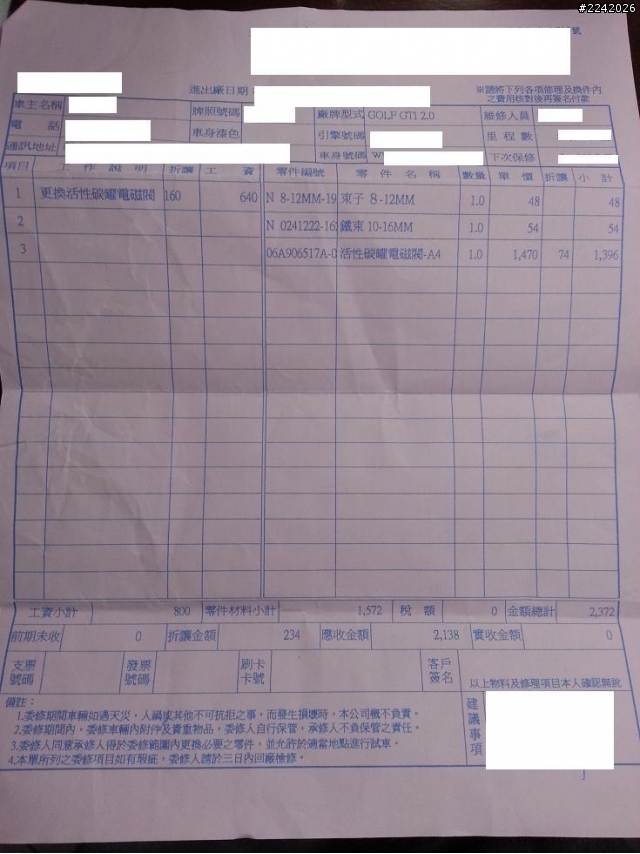 #2242026
號
進出廠日期
※請將下列各項修理及換件內
之費用核對後再簽名付款
車主名稱 牌照號碼 廠牌型式 GOLF GTI 2.0 維修人員
電 話 車身漆色 引擎號碼 里程數
通訊地址 車身號碼 下次保修
項目 工作說明 折讓 工 資 零件編號 零件名稱 數量 單價 折讓 小計
1 更換活性碳罐電磁閥 160 640 N 8-12MM-19 束子 8-12MM 1.0 48 48
2 N 0241222-16 鐵束 10-16MM 1.0 54 54
3 06A906517A-0 活性碳罐電磁閥-A4 1.0 1,470 74 1,396
工資小計 800 零件材料小計 1,572 稅 額 0 金額總計 2,372
前期未收 0 折讓金額 234 應收金額 2,138 實收金額 0
支票號碼 發票號碼 刷卡卡號 客戶簽名
以上物料及修理項目本人確認無訛
備註：
1.委修期間車輛如遇天災，人禍或其他不可抗拒之事，而發生損壞時，本公司概不負責。
2.委修期間內，委修車輛內附件及貴重物品，委修人自行保管，承修人不負保管之責任。
3.委修人同意承修人得於委修範圍內更換必要之零件，並允許於適當地點進行試車。
4.本單所列之委修項目如有瑕疵，委修人請於三日內回廠檢修。
建議事項